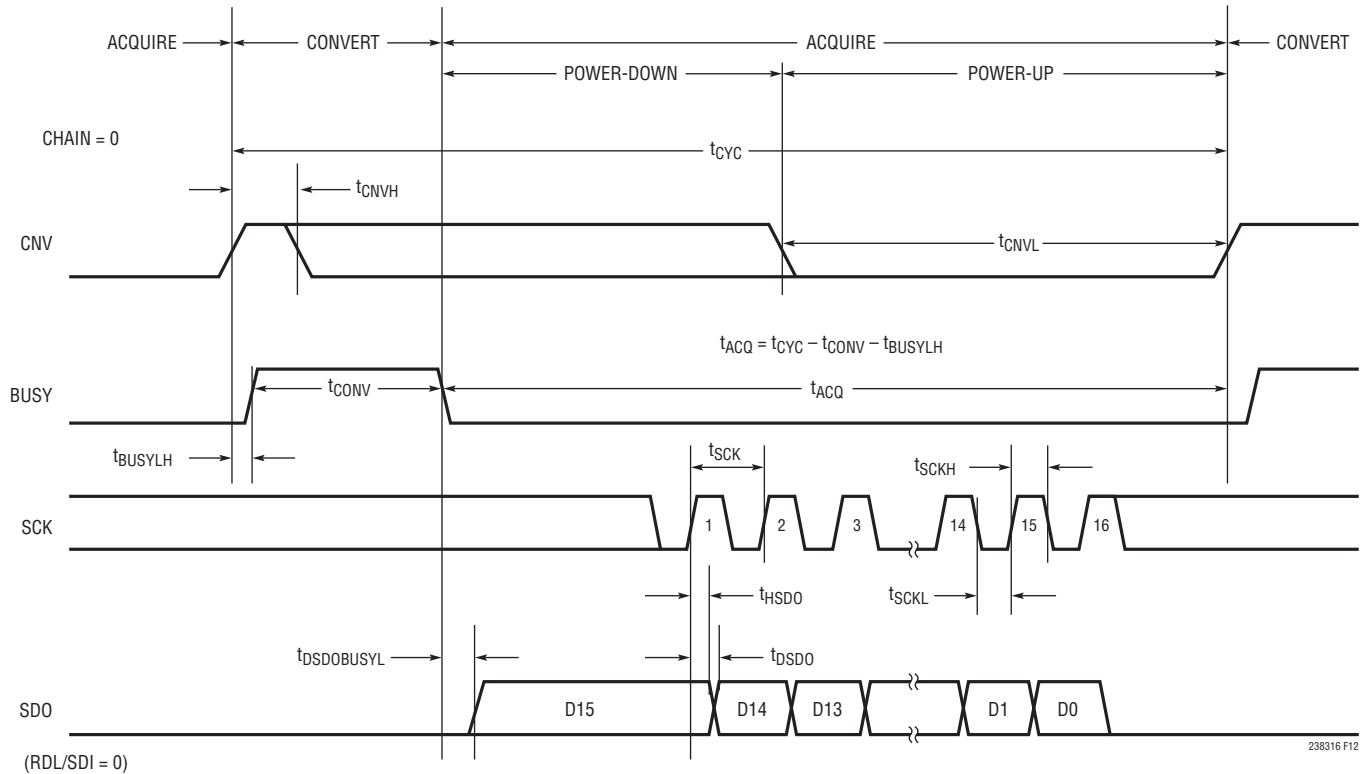 ACQUIRE CONVERT ACQUIRE CONVERT
POWER-DOWN POWER-UP
CHAIN = 0
tCYC
tCNVH
CNV
tCNVL
tACQ = tCYC – tCONV – tBUSYLH
BUSY
tCONV
tACQ
tBUSYLH
tSCK
tSCKH
SCK
1 2 3 14 15 16
tHSDO
tSCKL
tDSDOBUSYL
tDSDO
SDO
D15 D14 D13 D1 D0
238316 F12
(RDL/SDI = 0)